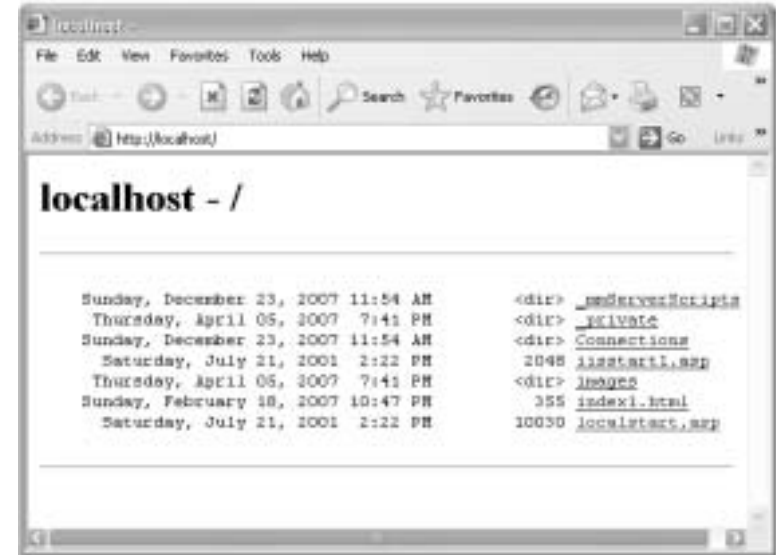 localhost -
File Edit View Favorites Tools Help
Back Search Favorites
Address http://localhost/ Go Links
localhost - /
Sunday, December 23, 2007 11:54 AM <dir> _mmServerScripts
Thursday, April 05, 2007 7:41 PM <dir> _private
Sunday, December 23, 2007 11:54 AM <dir> Connections
Saturday, July 21, 2001 2:22 PM 2048 iisstart1.asp
Thursday, April 05, 2007 7:41 PM <dir> images
Sunday, February 18, 2007 10:47 PM 355 index1.html
Saturday, July 21, 2001 2:22 PM 10030 localstart.asp